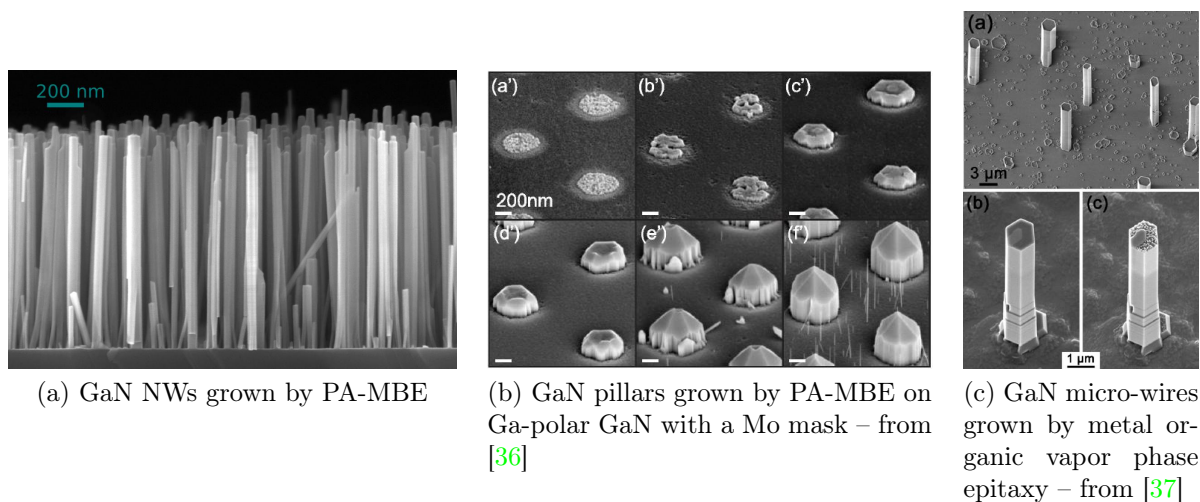 200 nm
(a) GaN NWs grown by PA-MBE
(a')
(b')
(c')
200nm
(d')
(e')
(f')
(b) GaN pillars grown by PA-MBE on
Ga-polar GaN with a Mo mask – from
[36]
(a)
3 µm
(b)
(c)
1 µm
(c) GaN micro-wires
grown by metal or-
ganic vapor phase
epitaxy – from [37]